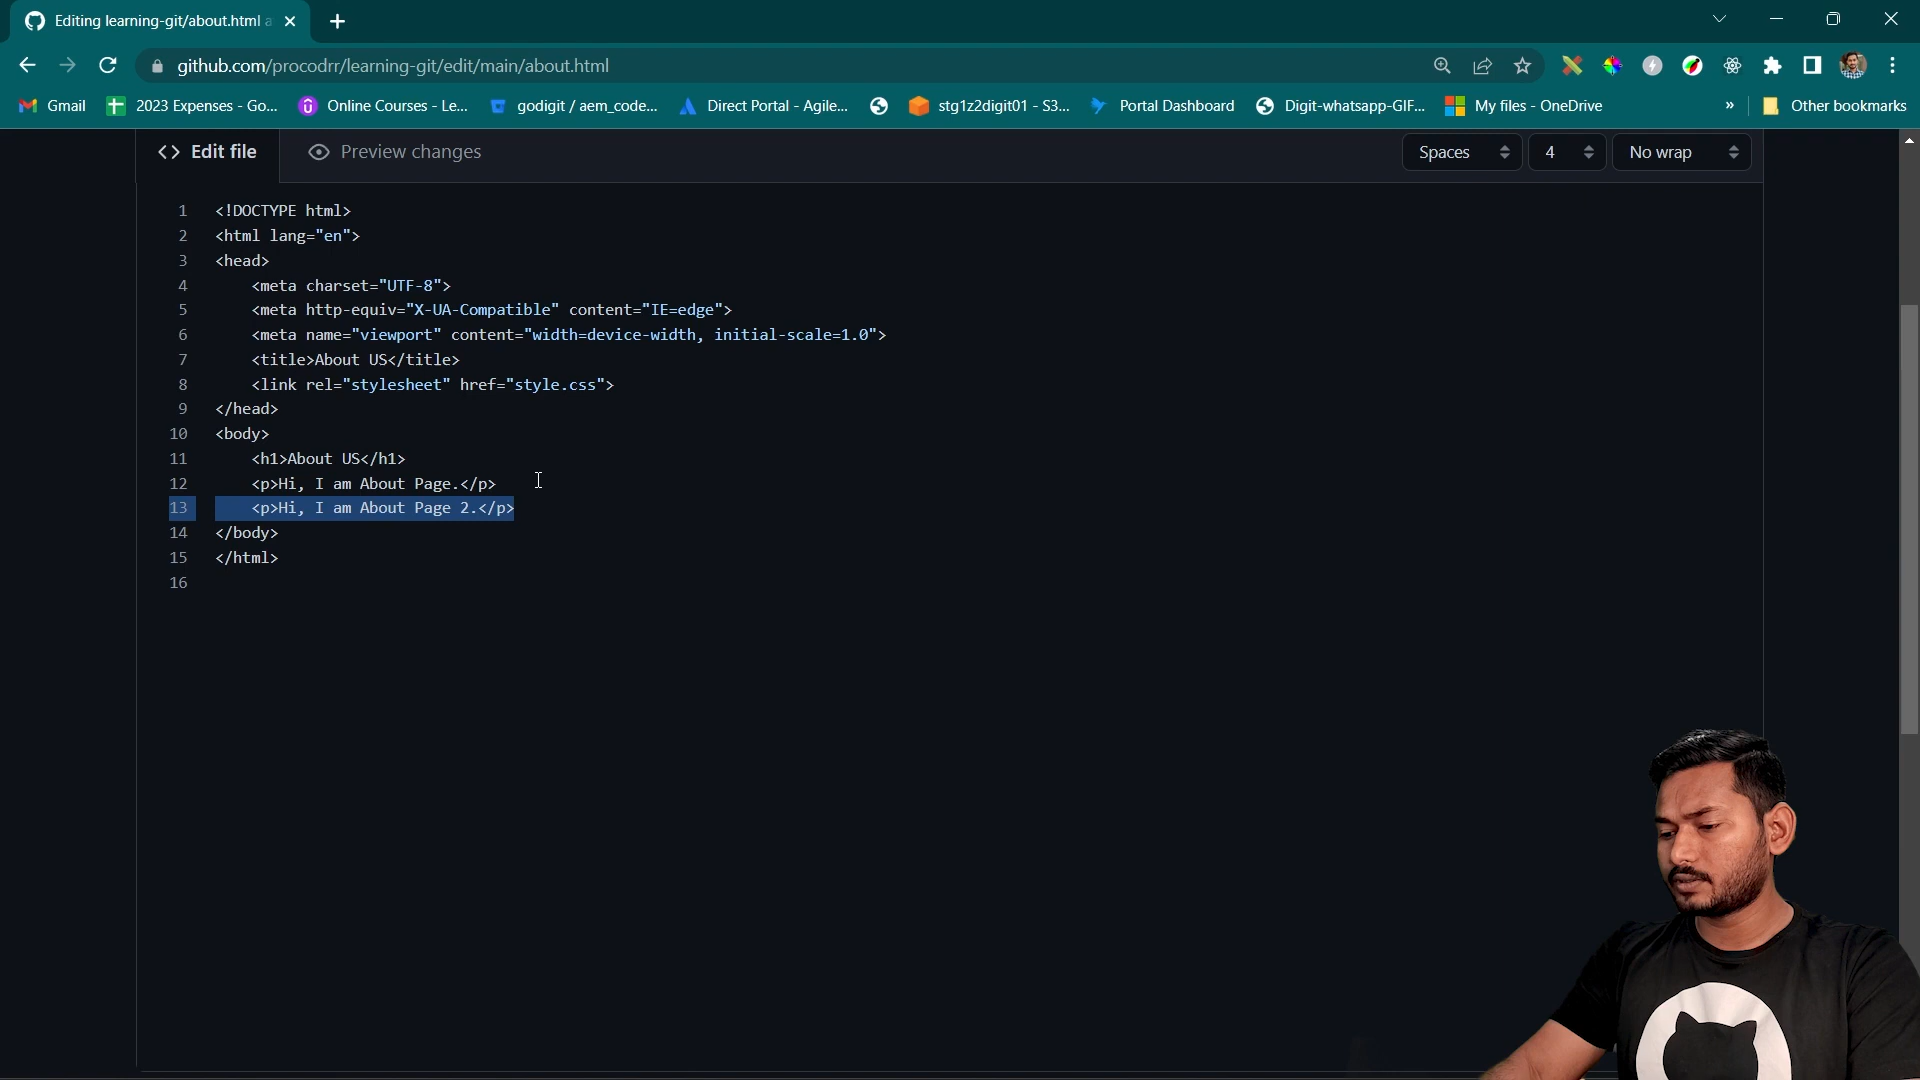 Editing learning-git/about.html a
github.com/procodrr/learning-git/edit/main/about.html
Gmail
2023 Expenses - Go...
Online Courses - Le...
godigit / aem_code...
Direct Portal - Agile...
stg1z2digit01 - S3...
Portal Dashboard
Digit-whatsapp-GIF...
My files - OneDrive
»
Other bookmarks
<> Edit file
Preview changes
Spaces
4
No wrap
1 <!DOCTYPE html>
2 <html lang="en">
3 <head>
4 <meta charset="UTF-8">
5 <meta http-equiv="X-UA-Compatible" content="IE=edge">
6 <meta name="viewport" content="width=device-width, initial-scale=1.0">
7 <title>About US</title>
8 <link rel="stylesheet" href="style.css">
9 </head>
10 <body>
11 <h1>About US</h1>
12 <p>Hi, I am About Page.</p>
13 <p>Hi, I am About Page 2.</p>
14 </body>
15 </html>
16